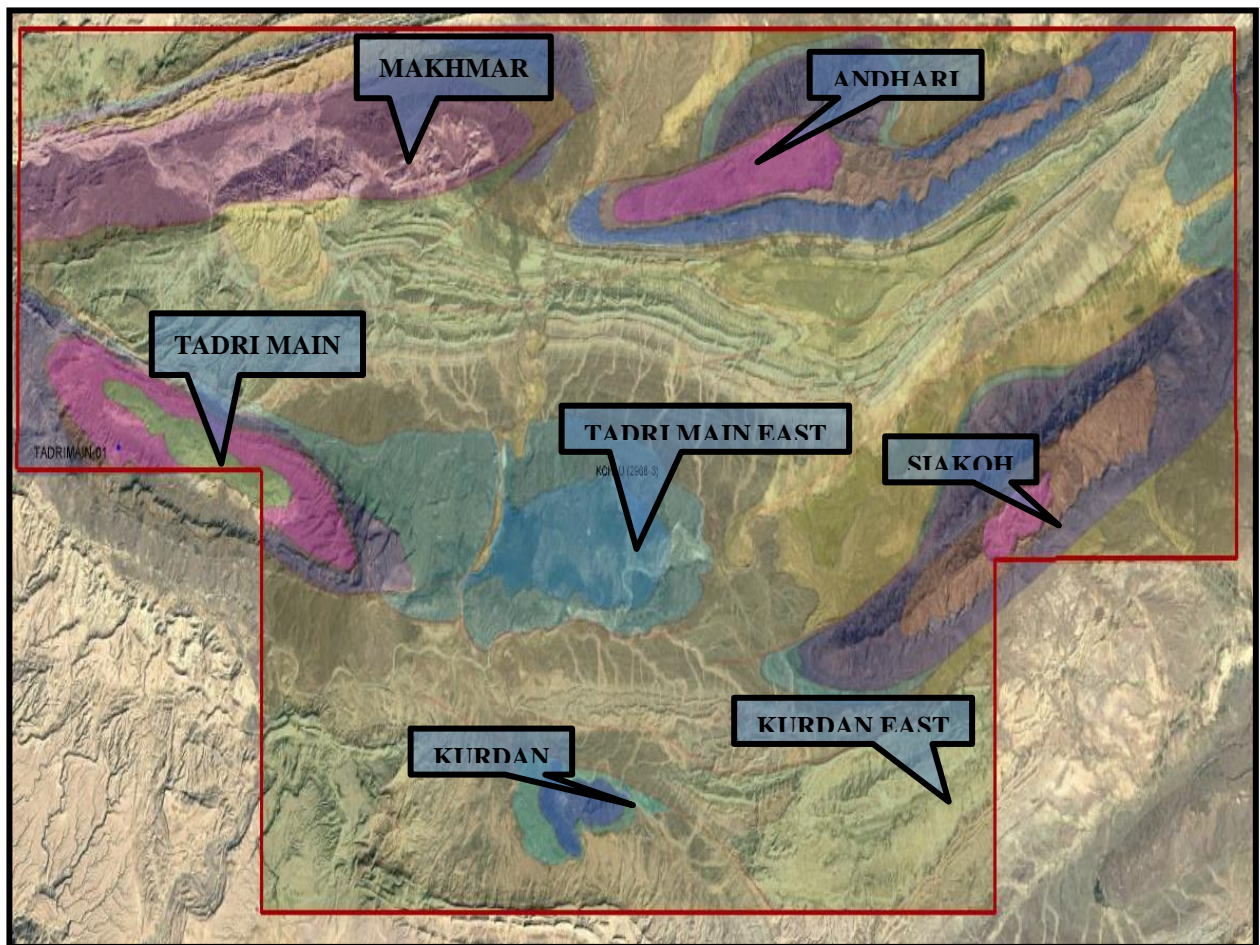 MAKHMAR
ANDHARI
TADRI MAIN
TADRIMAIN-01
TADRI MAIN EAST
SIAKOH
KURDAN EAST
KURDAN